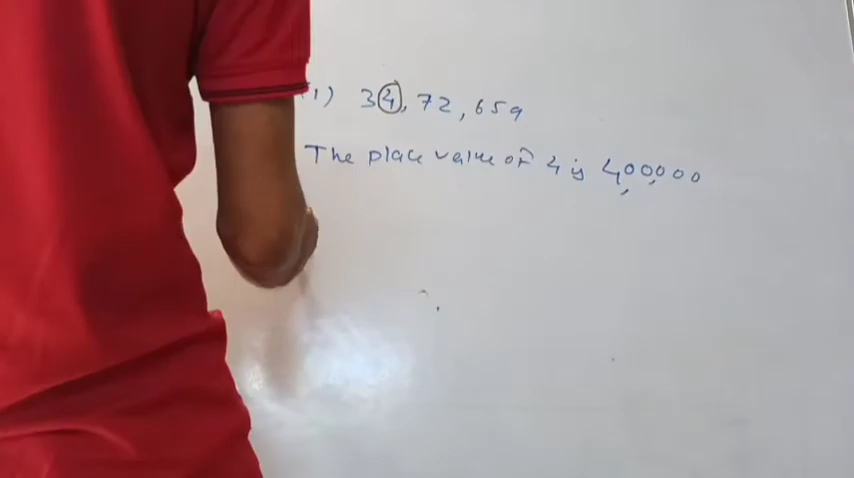 1) 34,72,659
The place value of 4 is 4,00,000